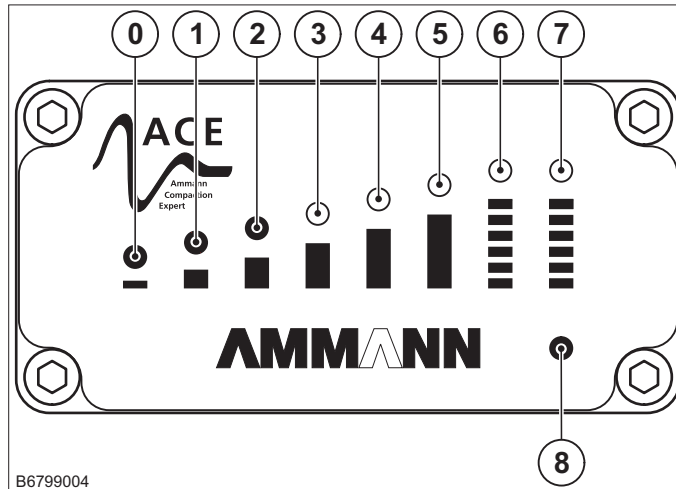 0 1 2 3 4 5 6 7
ACE
Ammann
Compaction
Expert
AMMANN
8
B6799004